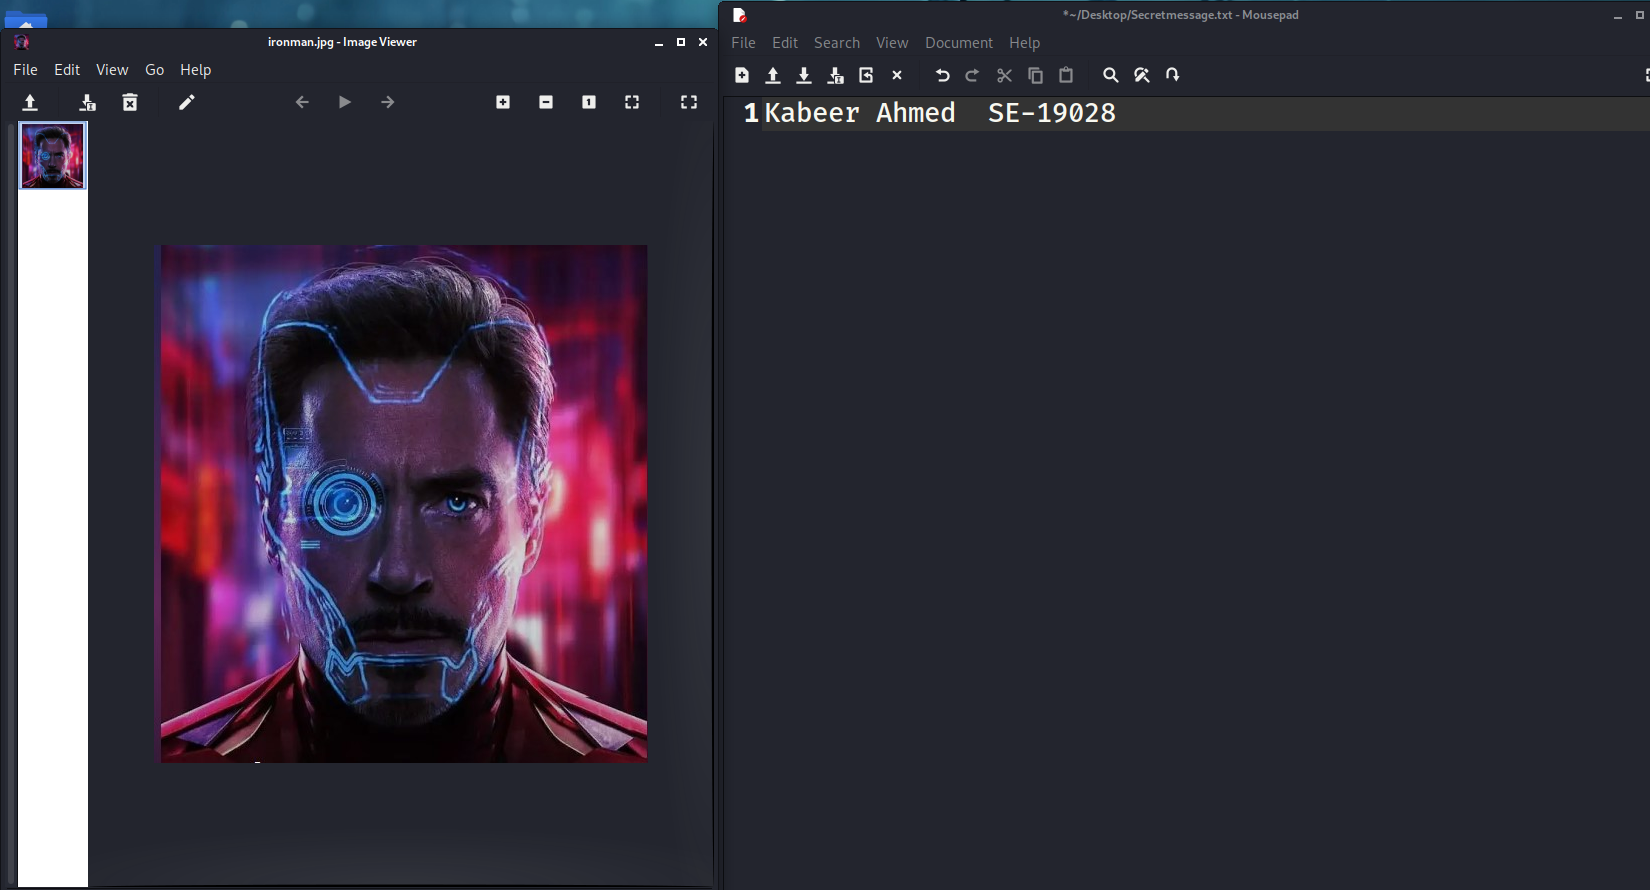 ironman.jpg - Image Viewer
File Edit View Go Help
*~/Desktop/Secretmessage.txt - Mousepad
File Edit Search View Document Help
1 Kabeer Ahmed  SE-19028